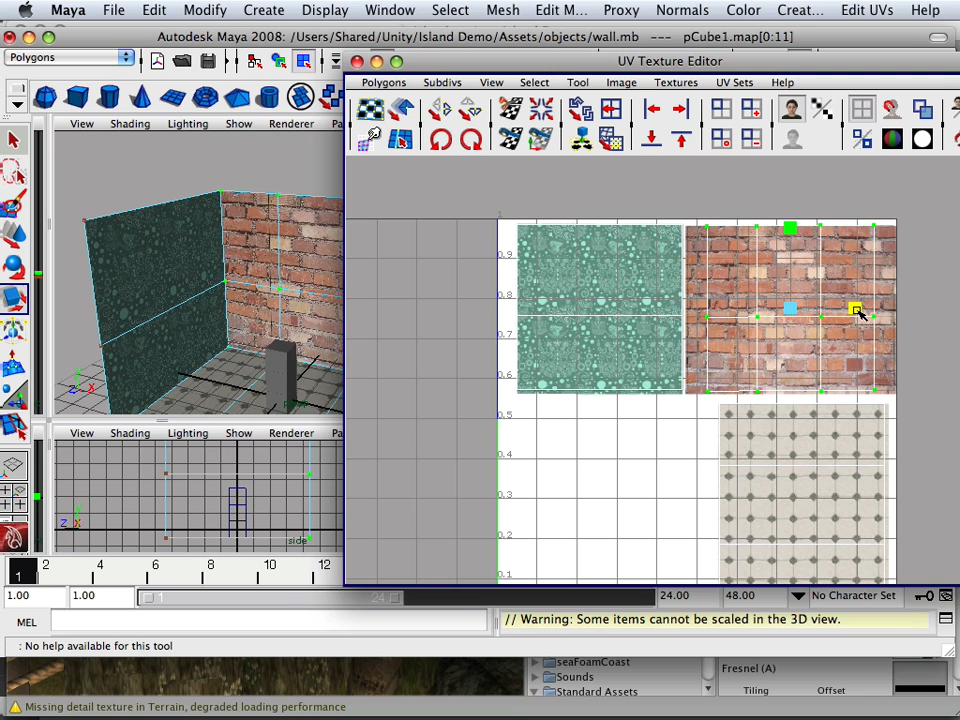 Maya File Edit Modify Create Display Window Select Mesh Edit M... Proxy Normals Color Creat... Edit UVs Help
Autodesk Maya 2008: /Users/Shared/Unity/Island Demo/Assets/objects/wall.mb --- pCube1.map[0:11]
Polygons
UV Texture Editor
Polygons Subdivs View Select Tool Image Textures UV Sets Help
View Shading Lighting Show Renderer Pa
1
0.9
0.8
0.7
0.6
0.5
0.4
0.3
0.2
0.1
y
z x
View Shading Lighting Show Renderer Pa
z x
side
1 2 4 6 8 10 12
1.00 1.00 1 24 24.00 48.00 No Character Set
MEL // Warning: Some items cannot be scaled in the 3D view.
: No help available for this tool
seaFoamCoast
Sounds
Standard Assets
Fresnel (A)
Tiling Offset
Missing detail texture in Terrain, degraded loading performance